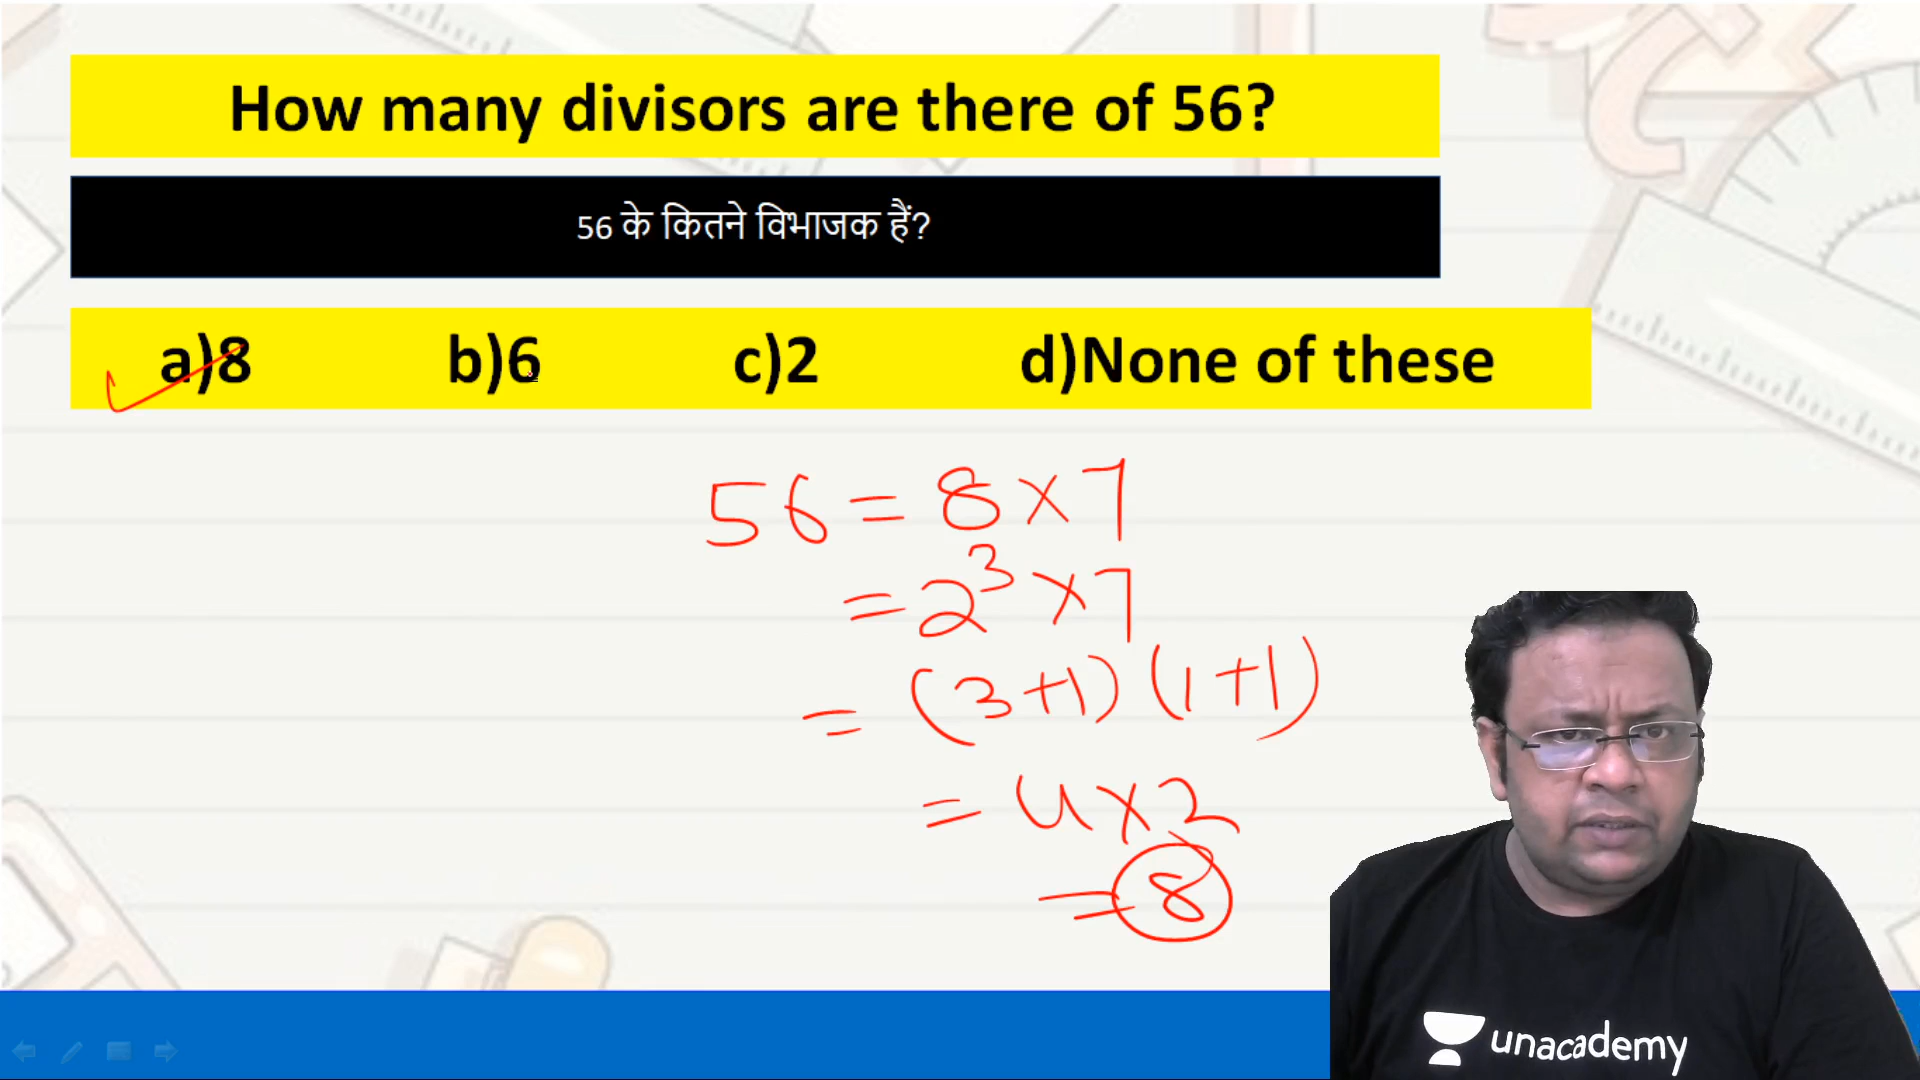 How many divisors are there of 56?
56 के कितने विभाजक हैं?
a)8 b)6 c)2 d)None of these
56 = 8 × 7
= 2³ × 7
= (3+1) (1+1)
= 4 × 2
= 8
unacademy